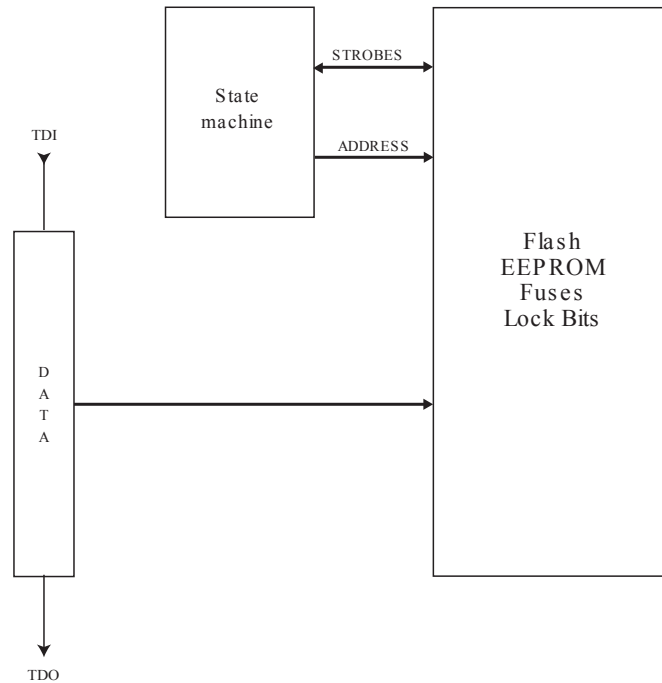 STROBES
State
machine
TDI
ADDRESS
Flash
EEPROM
Fuses
Lock Bits
D
A
T
A
TDO